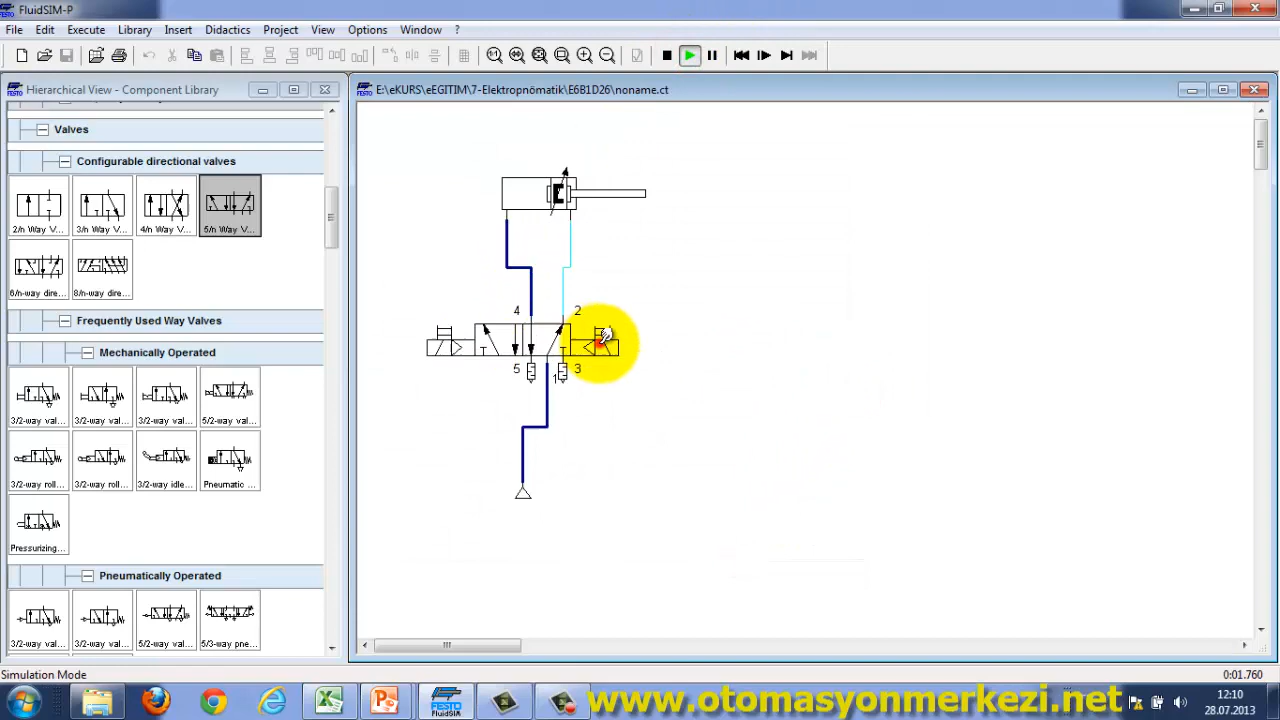 FluidSIM-P
File Edit Execute Library Insert Didactics Project View Options Window ?
Hierarchical View - Component Library
E:\eKURS\eEGITIM\7-Elektropnömatik\E6B1D26\noname.ct
Valves
Configurable directional valves
2/n Way V... 3/n Way V... 4/n Way V... 5/n Way V...
6/n-way dire... 8/n-way dire...
Frequently Used Way Valves
Mechanically Operated
3/2-way val... 3/2-way val... 3/2-way val... 5/2-way val...
3/2-way roll... 3/2-way roll... 3/2-way idle... Pneumatic ...
Pressurizing...
Pneumatically Operated
3/2-way val... 3/2-way val... 5/2-way val... 5/3-way pne...
4 2
5 1 3
Simulation Mode
0:01.760
FESTO
FluidSIM
www.otomasyonmerkezi.net
12:10
28.07.2013